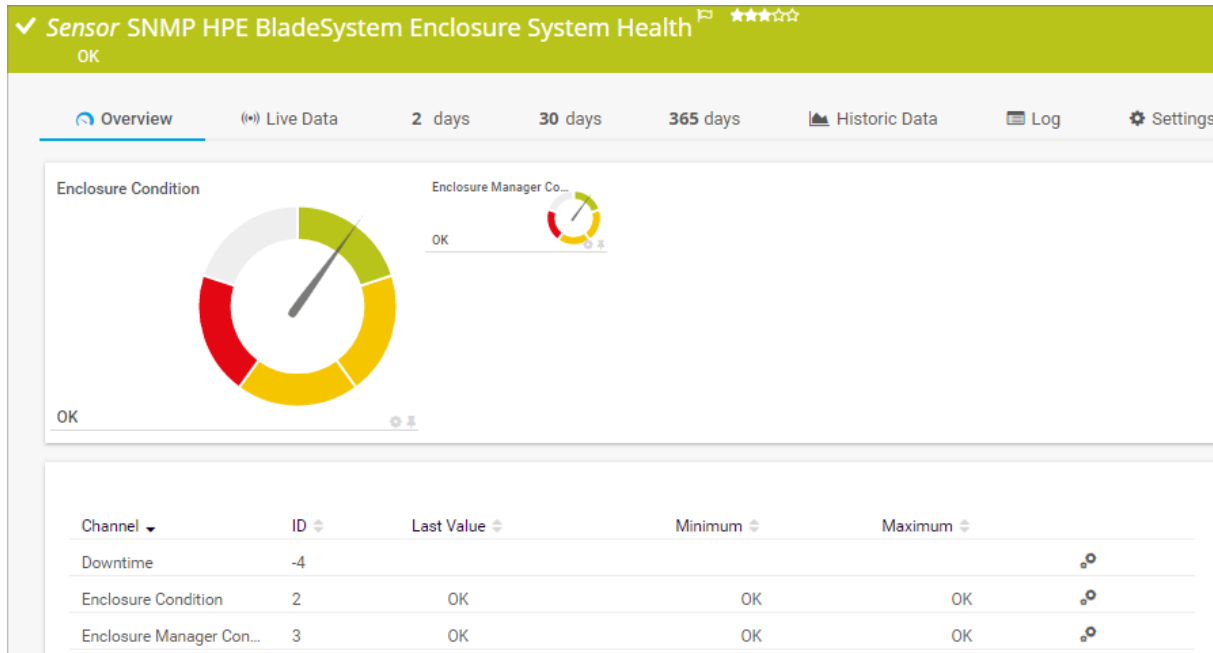 Sensor SNMP HPE BladeSystem Enclosure System Health
OK
Overview Live Data 2 days 30 days 365 days Historic Data Log Settings
Enclosure Condition
OK
Enclosure Manager Co...
OK
Channel ID Last Value Minimum Maximum
Downtime -4
Enclosure Condition 2 OK OK OK
Enclosure Manager Con... 3 OK OK OK